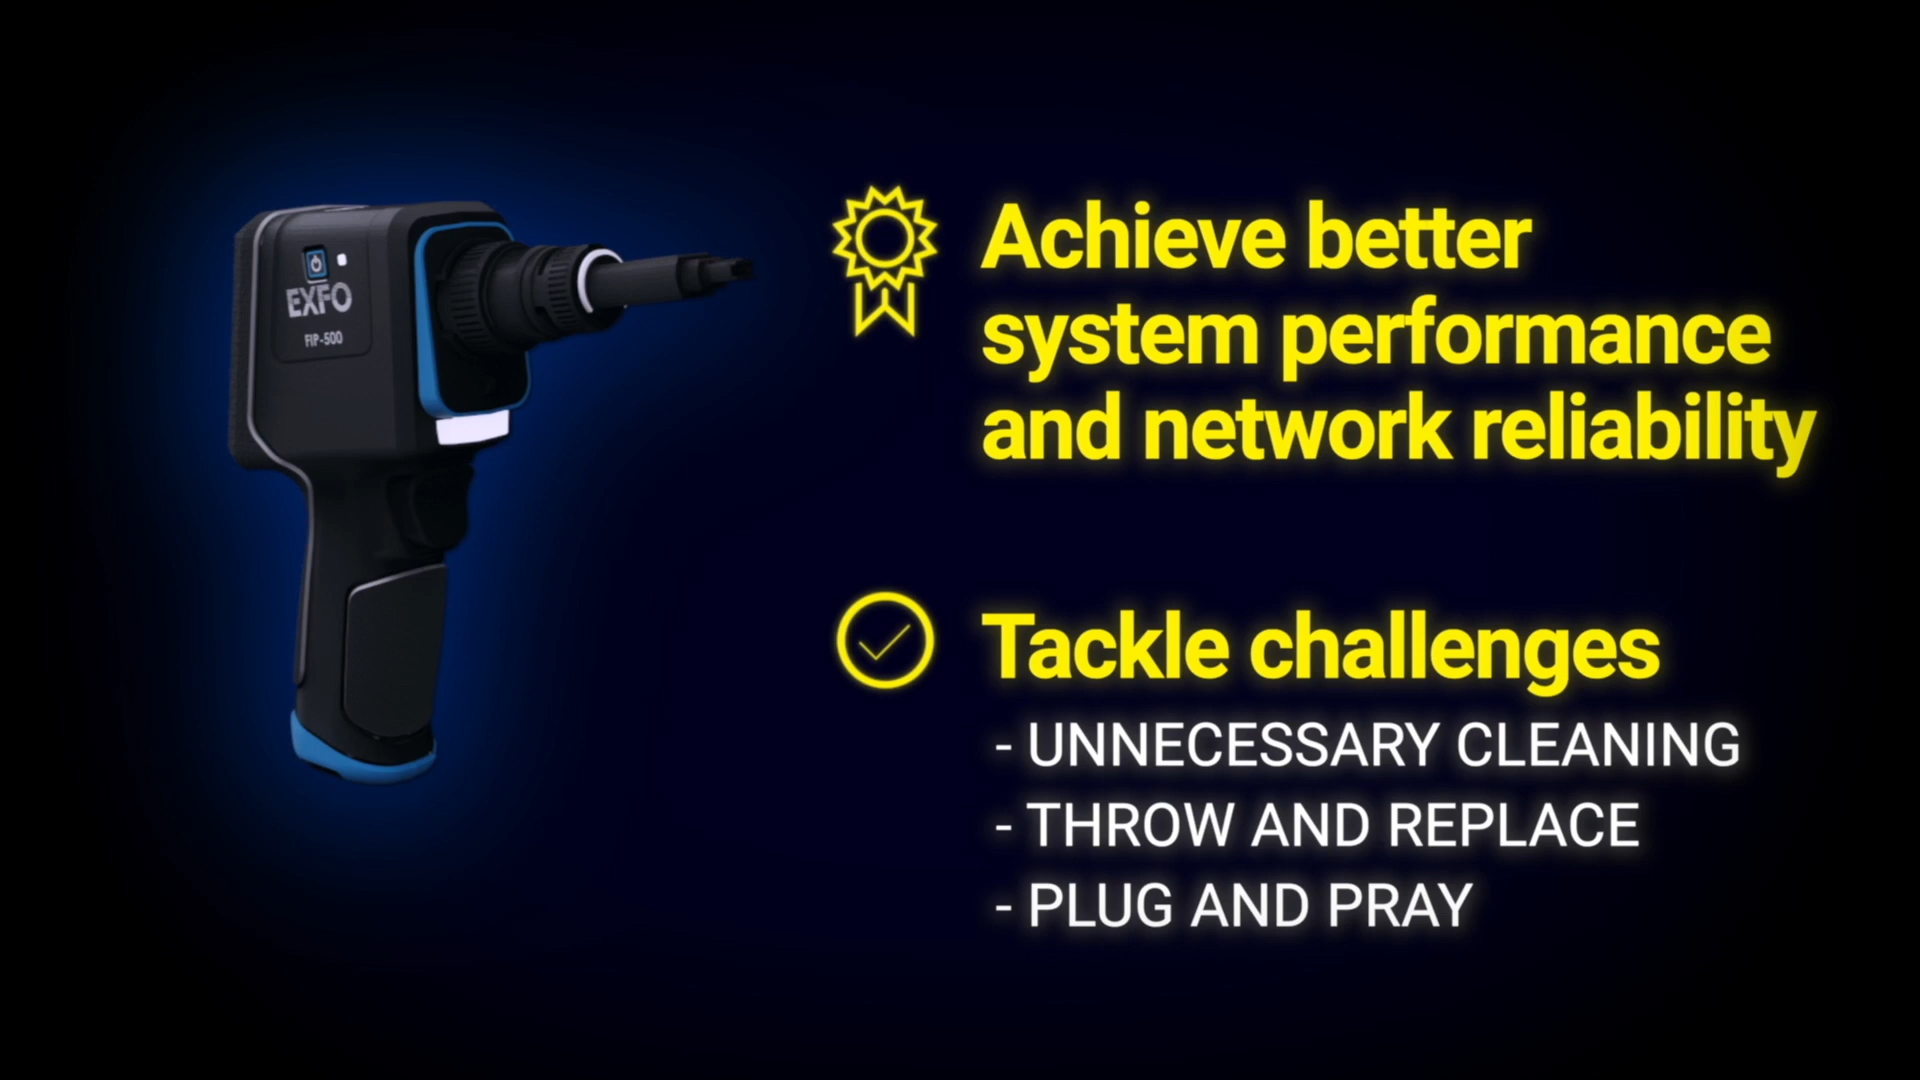 EXFO
FIP-500
Achieve better
system performance
and network reliability
Tackle challenges
- UNNECESSARY CLEANING
- THROW AND REPLACE
- PLUG AND PRAY